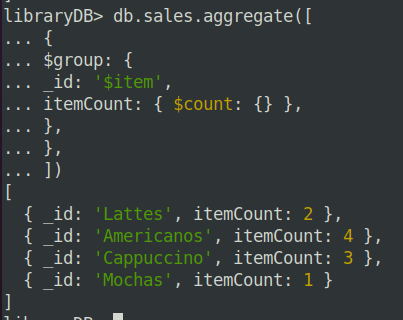 libraryDB> db.sales.aggregate([
... {
... $group: {
... _id: '$item',
... itemCount: { $count: {} },
... },
... },
... ])
[
  { _id: 'Lattes', itemCount: 2 },
  { _id: 'Americanos', itemCount: 4 },
  { _id: 'Cappuccino', itemCount: 3 },
  { _id: 'Mochas', itemCount: 1 }
]